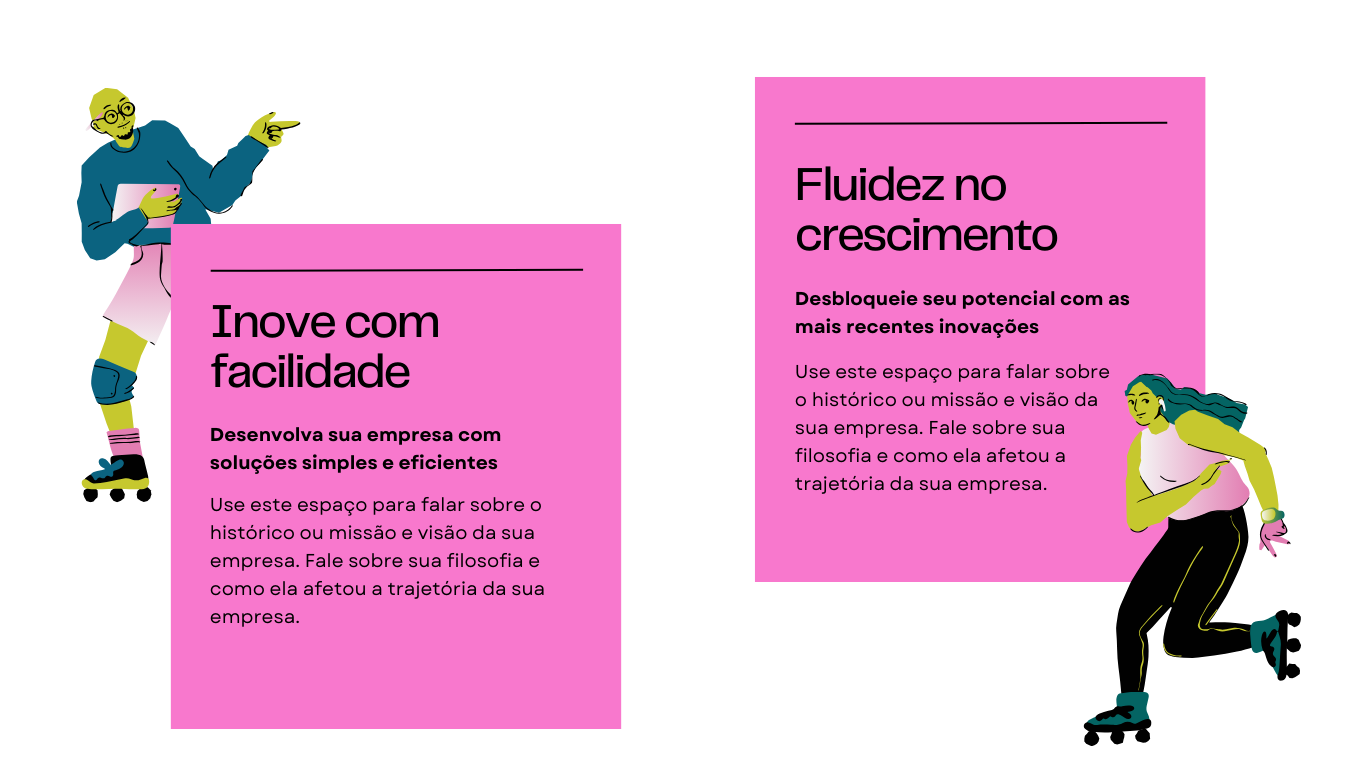 Inove com
facilidade
Desenvolva sua empresa com
soluções simples e eficientes
Use este espaço para falar sobre o
histórico ou missão e visão da sua
empresa. Fale sobre sua filosofia e
como ela afetou a trajetória da sua
empresa.
Fluidez no
crescimento
Desbloqueie seu potencial com as
mais recentes inovações
Use este espaço para falar sobre
o histórico ou missão e visão da
sua empresa. Fale sobre sua
filosofia e como ela afetou a
trajetória da sua empresa.